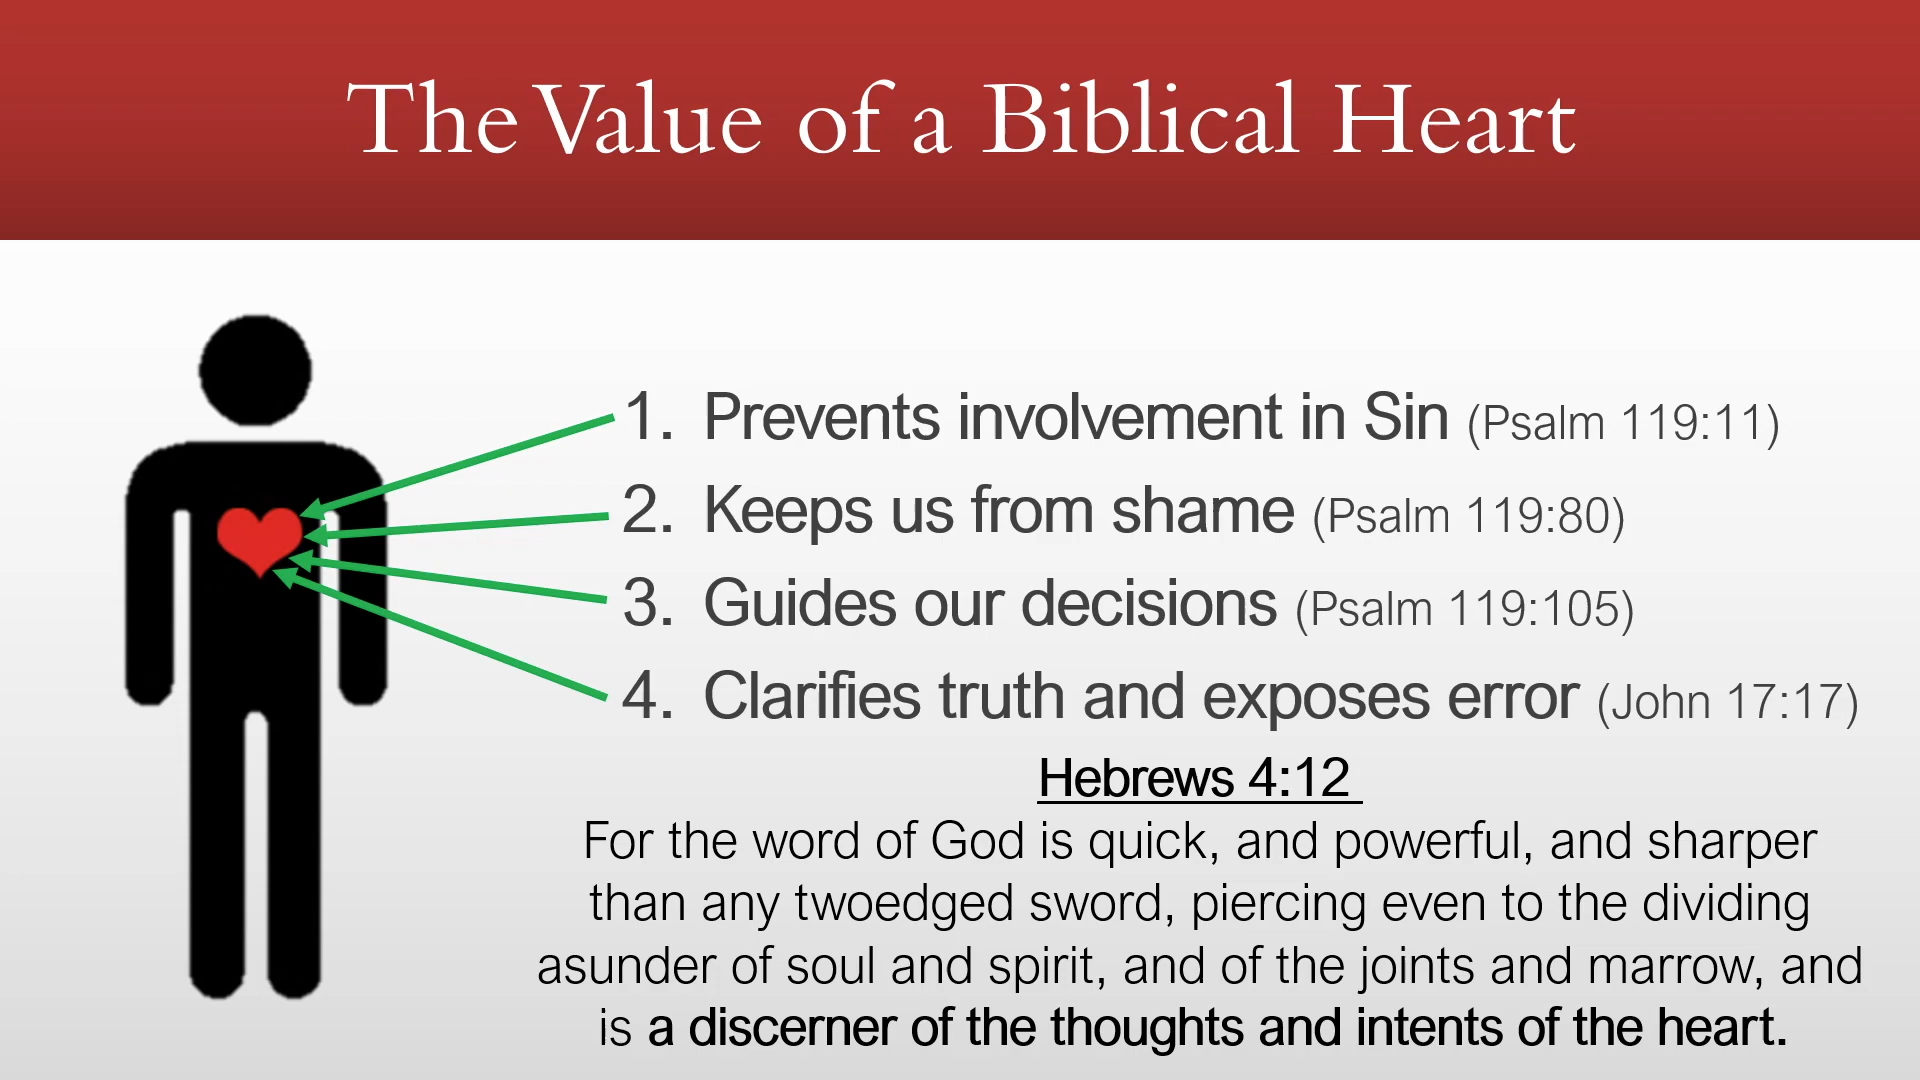 The Value of a Biblical Heart
1. Prevents involvement in Sin (Psalm 119:11)
2. Keeps us from shame (Psalm 119:80)
3. Guides our decisions (Psalm 119:105)
4. Clarifies truth and exposes error (John 17:17)
Hebrews 4:12
For the word of God is quick, and powerful, and sharper
than any twoedged sword, piercing even to the dividing
asunder of soul and spirit, and of the joints and marrow, and
is a discerner of the thoughts and intents of the heart.